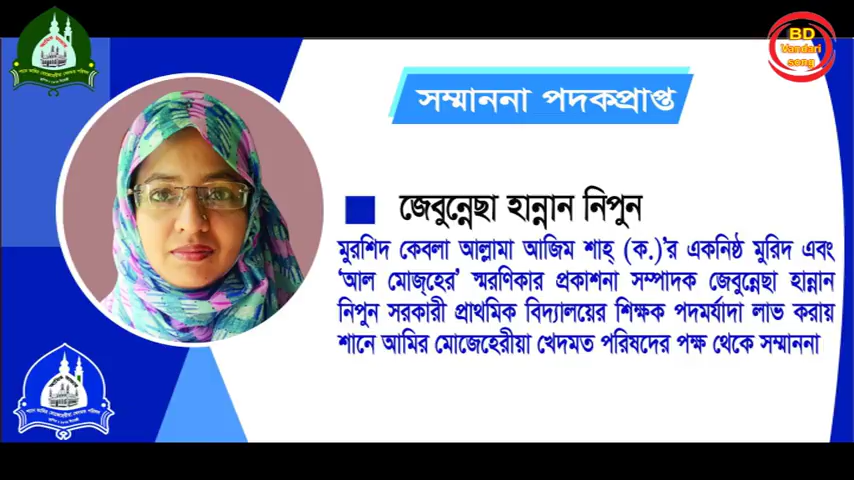 BD
Vandari
song
সম্মাননা পদকপ্রাপ্ত
জেবুন্নেছা হান্নান নিপুন
মুরশিদ কেবলা আল্লামা আজিম শাহ্ (ক.)'র একনিষ্ঠ মুরিদ এবং
'আল মোজ্হের' স্মরণিকার প্রকাশনা সম্পাদক জেবুন্নেছা হান্নান
নিপুন সরকারী প্রাথমিক বিদ্যালয়ের শিক্ষক পদমর্যাদা লাভ করায়
শানে আমির মোজেহেরীয়া খেদমত পরিষদের পক্ষ থেকে সম্মাননা